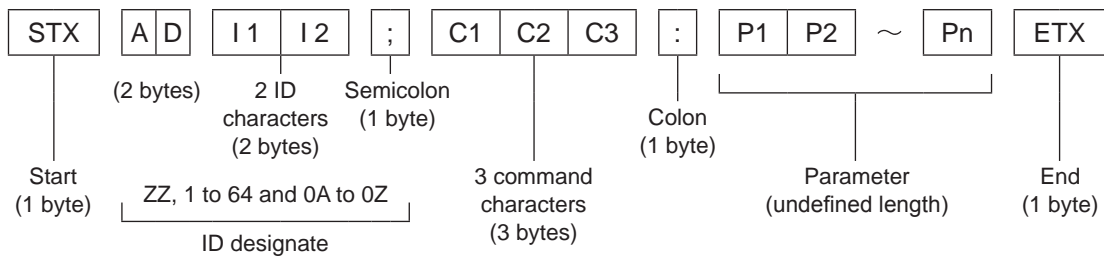 STX A D I 1 I 2 ; C1 C2 C3 : P1 P2 ～ Pn ETX
(2 bytes)
2 ID
characters
(2 bytes)
Semicolon
(1 byte)
Colon
(1 byte)
Start
(1 byte)
ZZ, 1 to 64 and 0A to 0Z
ID designate
3 command
characters
(3 bytes)
Parameter
(undefined length)
End
(1 byte)